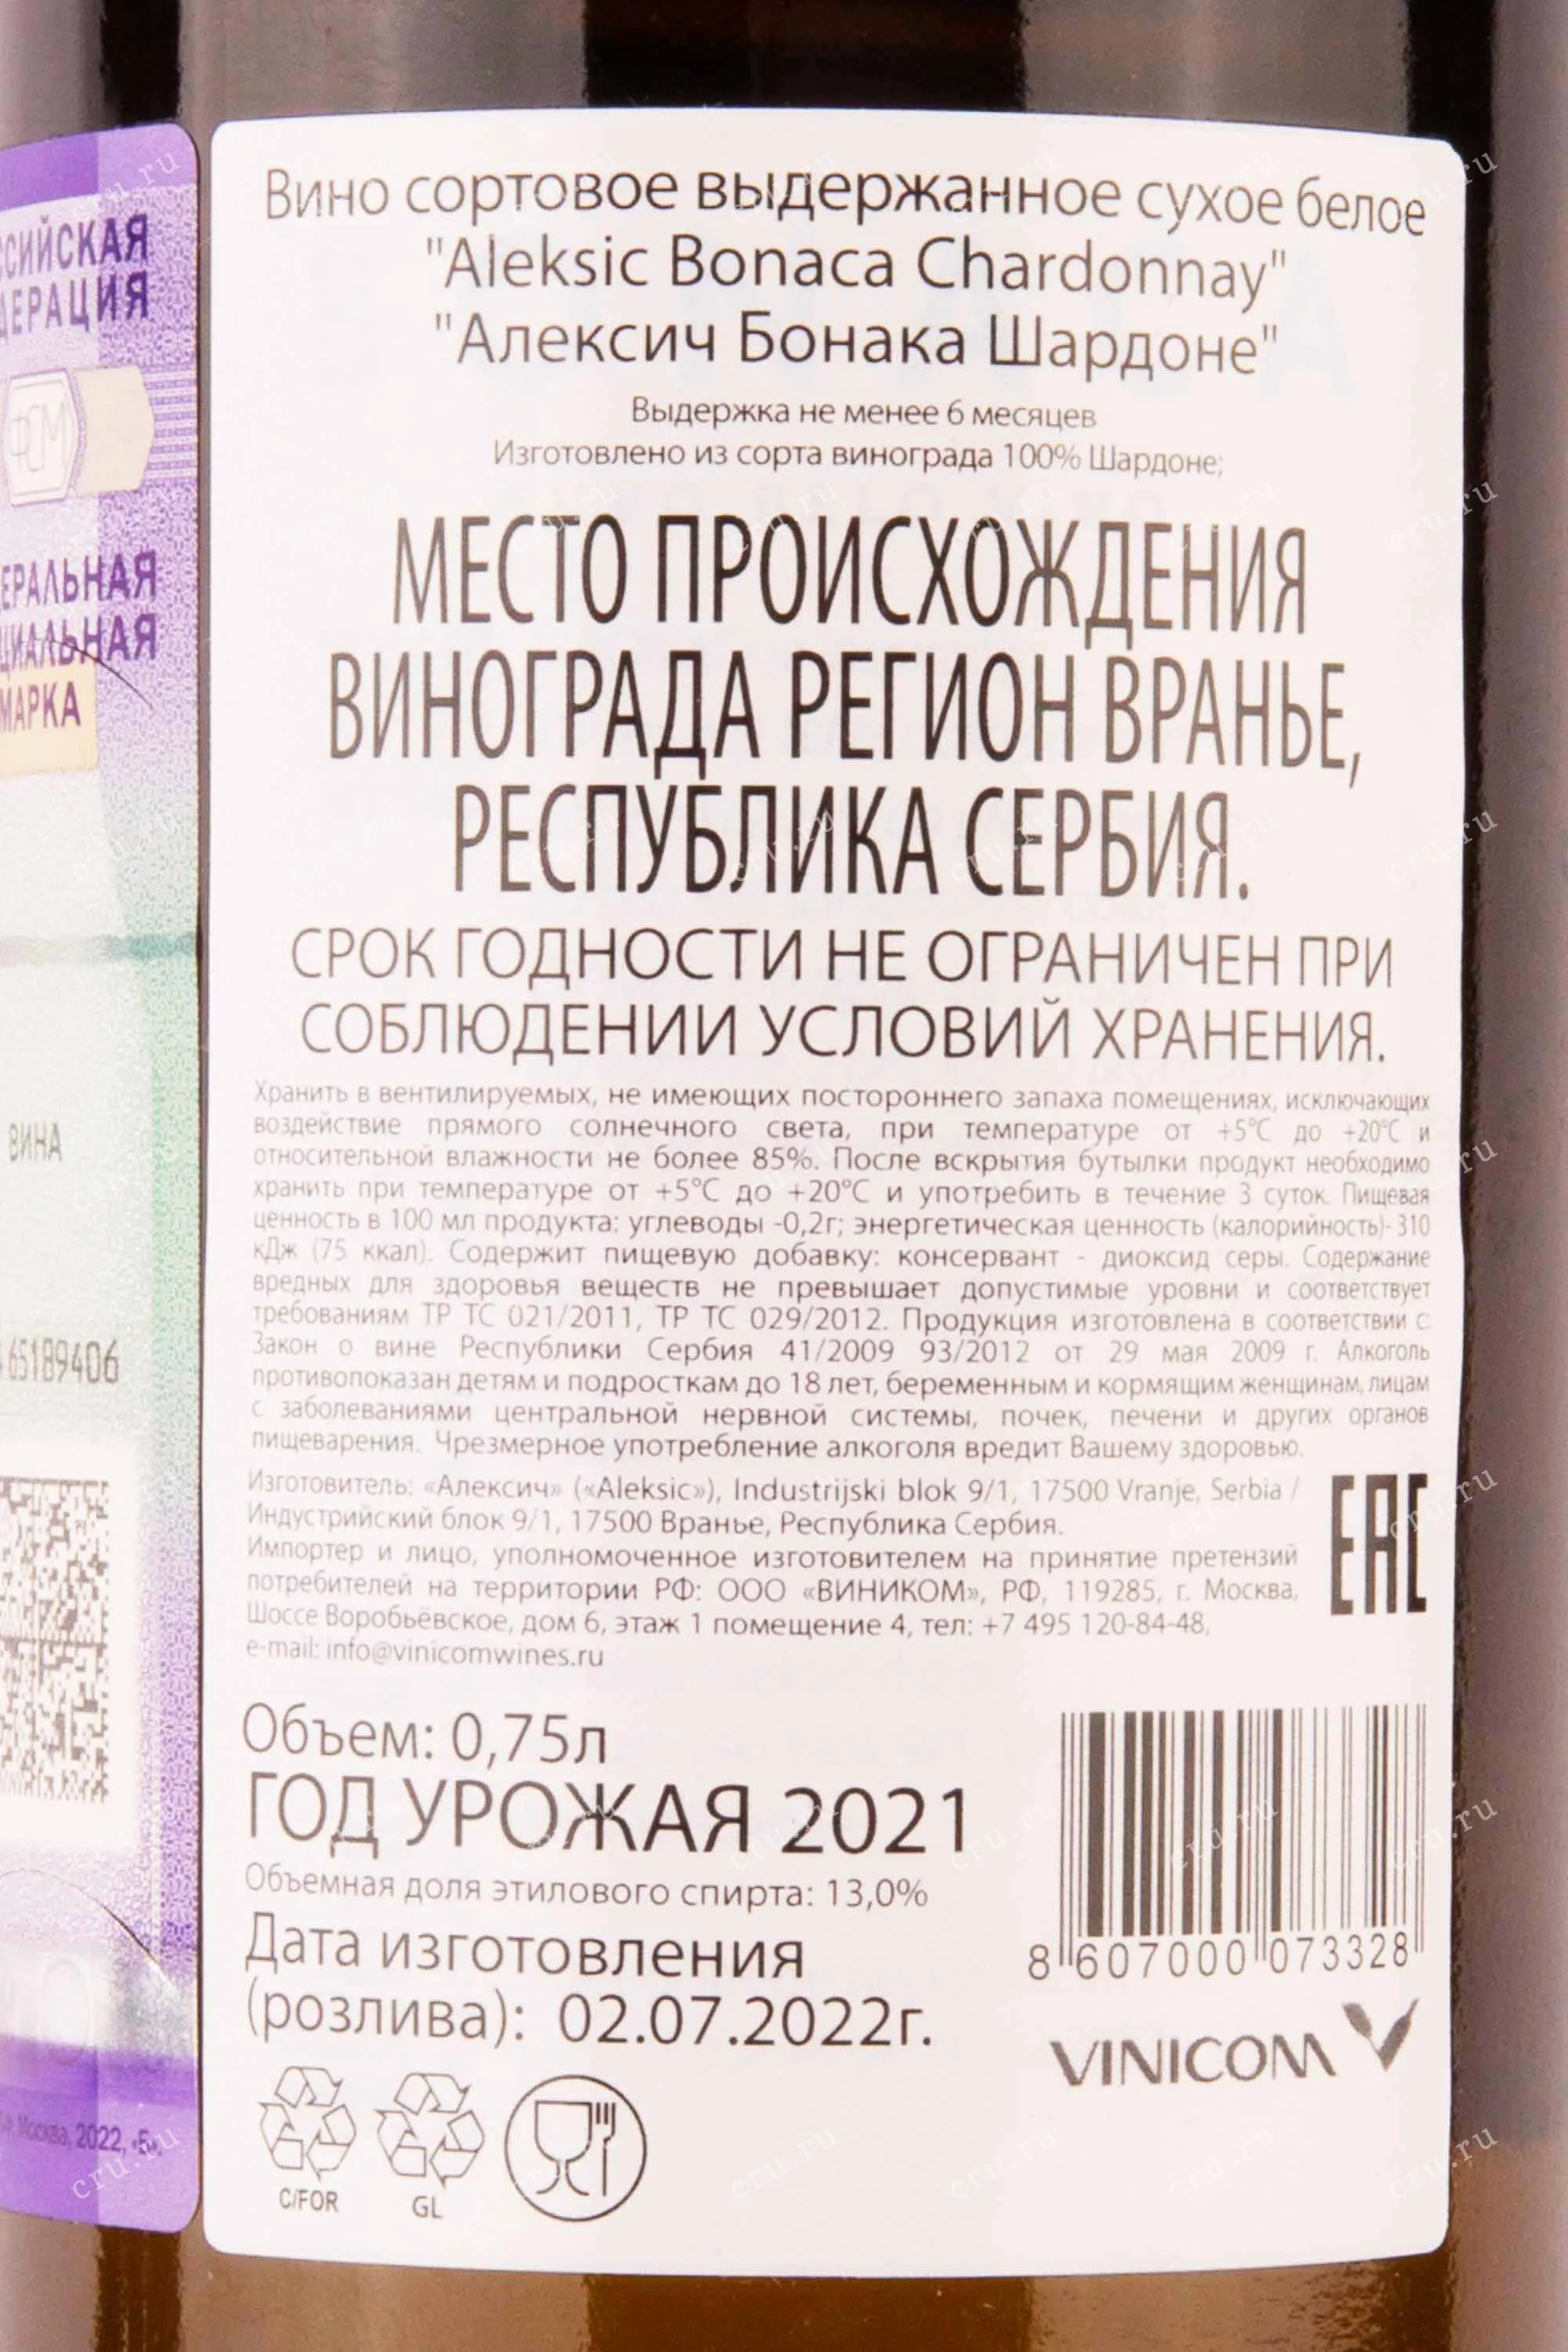 Вино сортовое выдержанное сухое белое
"Aleksic Bonaca Chardonnay"
"Алексич Бонака Шардоне"
Выдержка не менее 6 месяцев
Изготовлено из сорта винограда 100% Шардоне;
МЕСТО ПРОИСХОЖДЕНИЯ
ВИНОГРАДА РЕГИОН ВРАНЬЕ,
РЕСПУБЛИКА СЕРБИЯ.
СРОК ГОДНОСТИ НЕ ОГРАНИЧЕН ПРИ
СОБЛЮДЕНИИ УСЛОВИЙ ХРАНЕНИЯ.
Хранить в вентилируемых, не имеющих постороннего запаха помещениях, исключающих
воздействие прямого солнечного света, при температуре от +5°С до +20°С и
относительной влажности не более 85%. После вскрытия бутылки продукт необходимо
хранить при температуре от +5°С до +20°С и употребить в течение 3 суток. Пищевая
ценность в 100 мл продукта: углеводы -0,2г; энергетическая ценность (калорийность)- 310
кДж (75 ккал). Содержит пищевую добавку: консервант - диоксид серы. Содержание
вредных для здоровья веществ не превышает допустимые уровни и соответствует
требованиям ТР ТС 021/2011, ТР ТС 029/2012. Продукция изготовлена в соответствии с:
Закон о вине Республики Сербия 41/2009 93/2012 от 29 мая 2009 г. Алкоголь
противопоказан детям и подросткам до 18 лет, беременным и кормящим женщинам, лицам
с заболеваниями центральной нервной системы, почек, печени и других органов
пищеварения. Чрезмерное употребление алкоголя вредит Вашему здоровью.
Изготовитель: «Алексич» («Aleksic»), Industrijski blok 9/1, 17500 Vranje, Serbia /
Индустрийский блок 9/1, 17500 Вранье, Республика Сербия.
Импортер и лицо, уполномоченное изготовителем на принятие претензий
потребителей на территории РФ: ООО «ВИНИКОМ», РФ, 119285, г. Москва,
Шоссе Воробьёвское, дом 6, этаж 1 помещение 4, тел: +7 495 120-84-48,
e-mail: info@vinicomwines.ru
EAC
Объем: 0,75л
ГОД УРОЖАЯ 2021
Объемная доля этилового спирта: 13,0%
Дата изготовления
(розлива): 02.07.2022г.
8 607000 073328
VINICOM
C/FOR
GL
МАРКА
ВИНА
65189406
Москва, 2022, «Б».
cru.ru